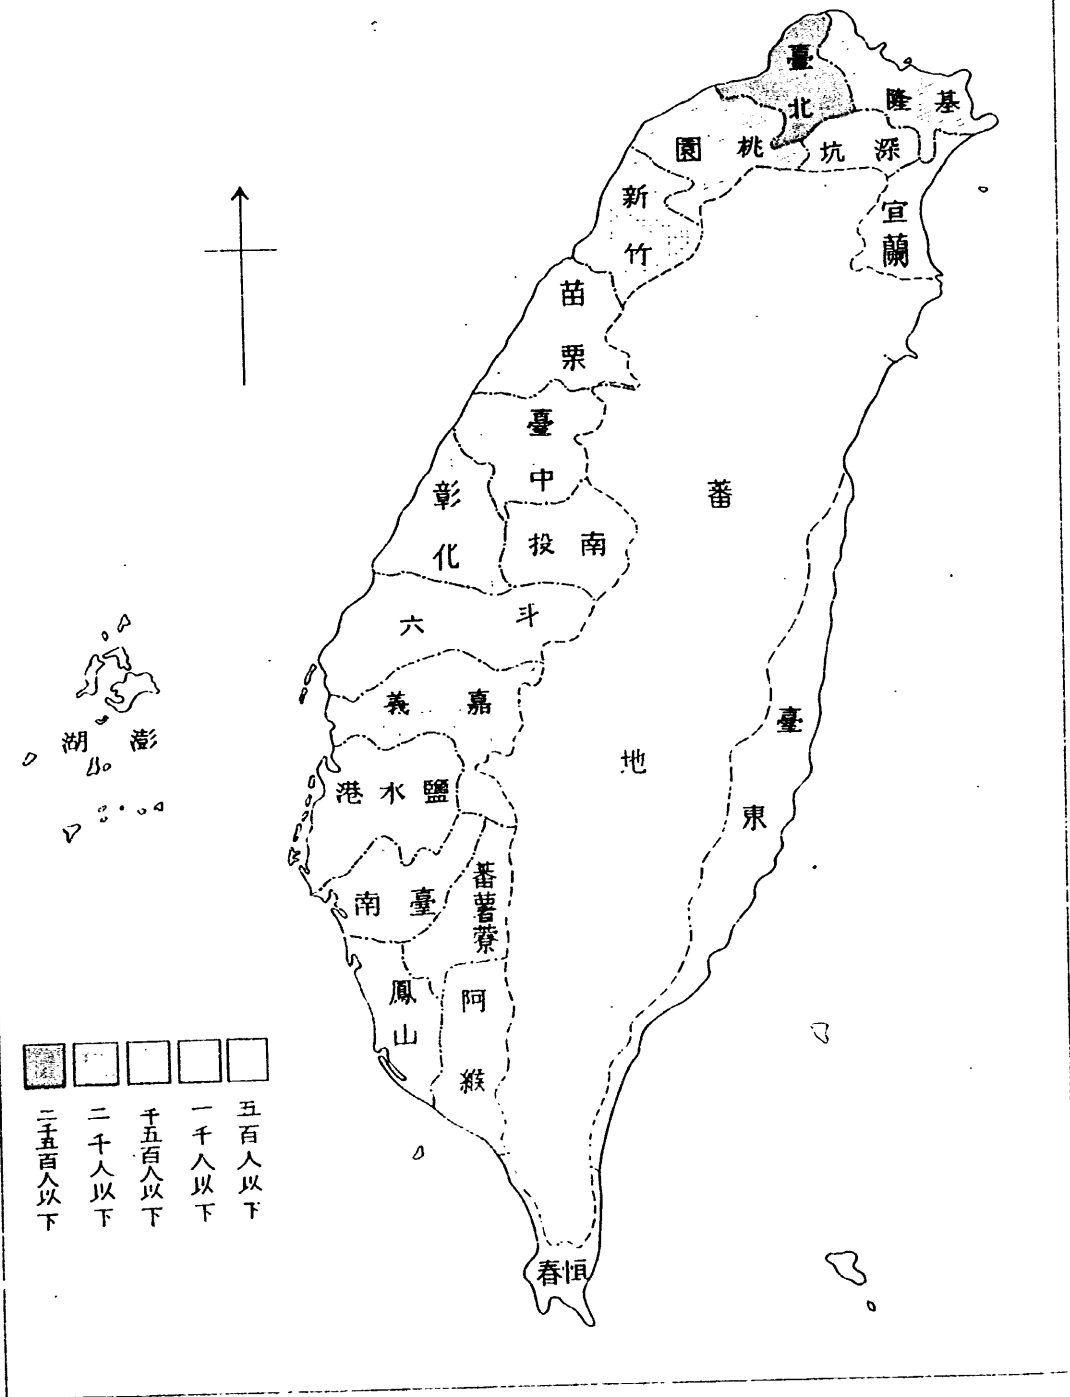 臺北
基隆
深坑
桃園
宜蘭
新竹
苗栗
臺中
彰化
南投
斗六
嘉義
鹽水港
臺南
蕃薯藔
鳳山
阿緱
恒春
臺東
蕃地
澎湖
五百人以下
一千人以下
千五百人以下
二千人以下
二千五百人以下